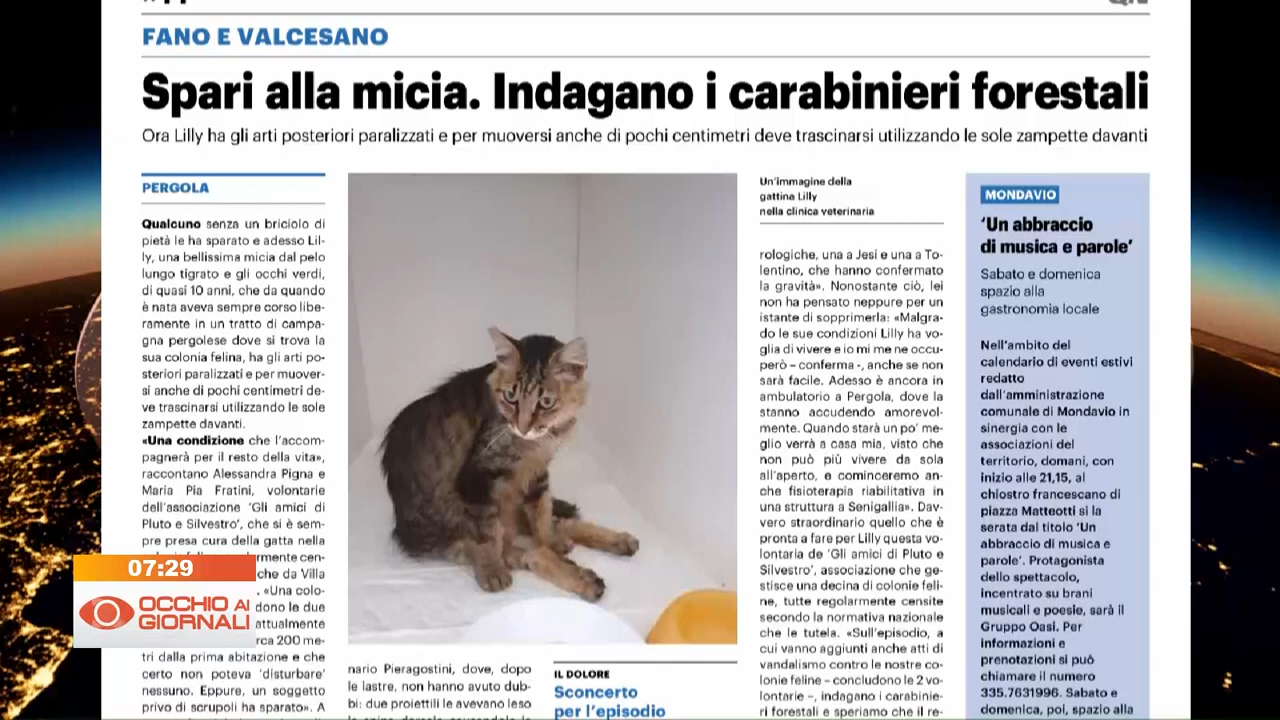 FANO E VALCESANO
Spari alla micia. Indagano i carabinieri forestali
Ora Lilly ha gli arti posteriori paralizzati e per muoversi anche di pochi centimetri deve trascinarsi utilizzando le sole zampette davanti
PERGOLA
Qualcuno senza un briciolo di
pietà le ha sparato e adesso Lil-
ly, una bellissima micia dal pelo
lungo tigrato e gli occhi verdi,
di quasi 10 anni, che da quando
è nata aveva sempre corso libe-
ramente in un tratto di campa-
gna pergolese dove si trova la
sua colonia felina, ha gli arti po-
steriori paralizzati e per muover-
si anche di pochi centimetri de-
ve trascinarsi utilizzando le sole
zampette davanti.
«Una condizione che l'accom-
pagnerà per il resto della vita»,
raccontano Alessandra Pigna e
Maria Pia Fratini, volontarie
dell'associazione 'Gli amici di
Pluto e Silvestro', che si è sem-
pre presa cura della gatta nella
rmente cen-
che da Villa
. «Una colo-
dono le due
attualmente
rca 200 me-
tri dalla prima abitazione e che
certo non poteva 'disturbare'
nessuno. Eppure, un soggetto
privo di scrupoli ha sparato». A
07:29
OCCHIO AI
GIORNALI
nario Pieragostini, dove, dopo
le lastre, non hanno avuto dub-
bi: due proiettili le avevano leso
IL DOLORE
Sconcerto
per l'episodio
Un'immagine della
gattina Lilly
nella clinica veterinaria
rologiche, una a Jesi e una a To-
lentino, che hanno confermato
la gravità». Nonostante ciò, lei
non ha pensato neppure per un
istante di sopprimerla: «Malgra-
do le sue condizioni Lilly ha vo-
glia di vivere e io mi me ne occu-
però – conferma -, anche se non
sarà facile. Adesso è ancora in
ambulatorio a Pergola, dove la
stanno accudendo amorevol-
mente. Quando starà un po' me-
glio verrà a casa mia, visto che
non può più vivere da sola
all'aperto, e cominceremo an-
che fisioterapia riabilitativa in
una struttura a Senigallia». Dav-
vero straordinario quello che è
pronta a fare per Lilly questa vo-
lontaria de 'Gli amici di Pluto e
Silvestro', associazione che ge-
stisce una decina di colonie feli-
ne, tutte regolarmente censite
secondo la normativa nazionale
che le tutela. «Sull'episodio, a
cui vanno aggiunti anche atti di
vandalismo contro le nostre co-
lonie feline – concludono le 2 vo-
lontarie –, indagano i carabinie-
ri forestali e speriamo che il re-
MONDAVIO
'Un abbraccio
di musica e parole'
Sabato e domenica
spazio alla
gastronomia locale
Nell'ambito del
calendario di eventi estivi
redatto
dall'amministrazione
comunale di Mondavio in
sinergia con le
associazioni del
territorio, domani, con
inizio alle 21,15, al
chiostro francescano di
piazza Matteotti si la
serata dal titolo 'Un
abbraccio di musica e
parole'. Protagonista
dello spettacolo,
incentrato su brani
musicali e poesie, sarà il
Gruppo Oasi. Per
informazioni e
prenotazioni si può
chiamare il numero
335.7631996. Sabato e
domenica, poi, spazio alla